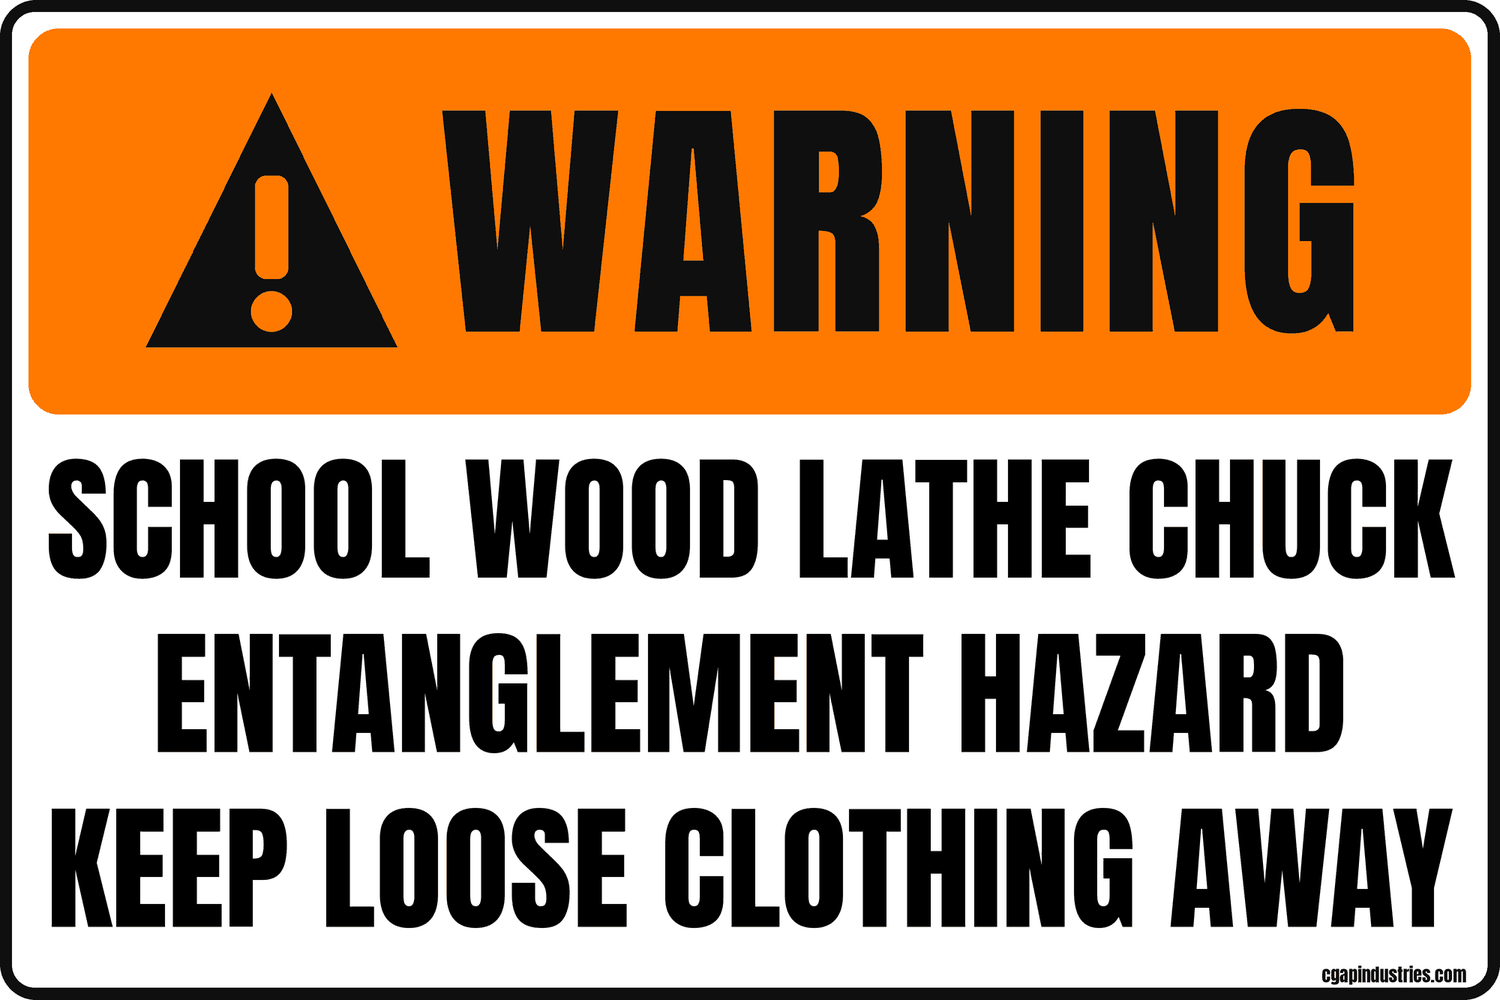 WARNING
SCHOOL WOOD LATHE CHUCK
ENTANGLEMENT HAZARD
KEEP LOOSE CLOTHING AWAY
cgapindustries.com